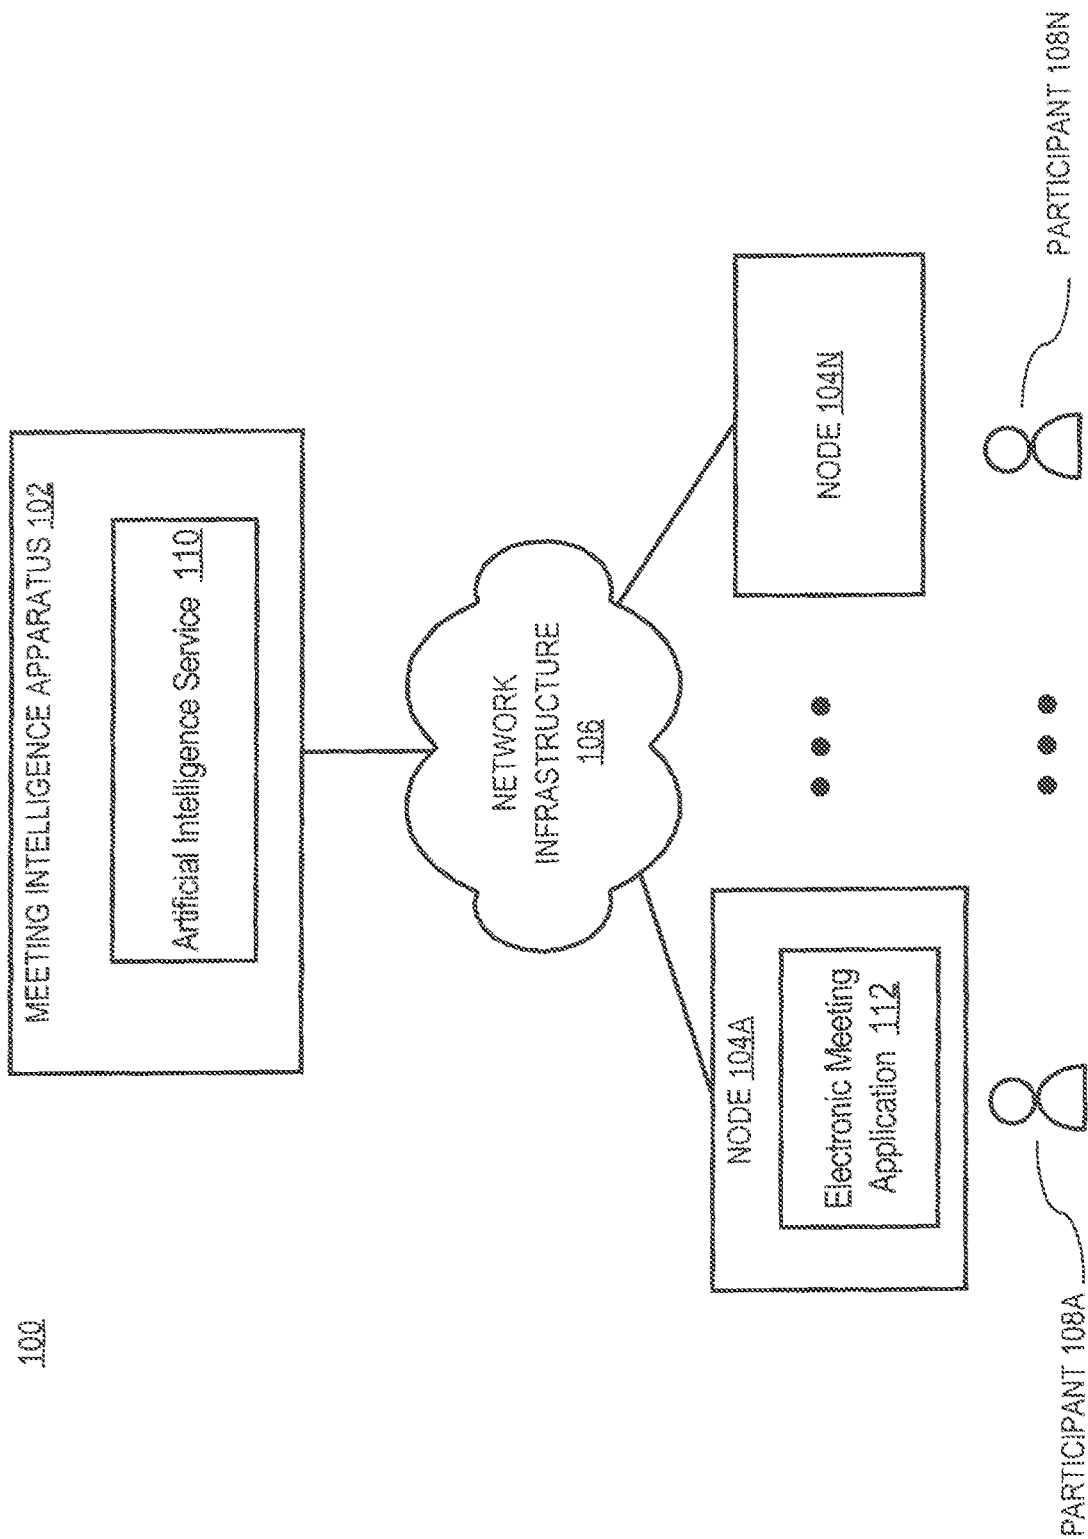 100
MEETING INTELLIGENCE APPARATUS 102
Artificial Intelligence Service 110
NETWORK
INFRASTRUCTURE
106
NODE 104A
Electronic Meeting
Application 112
NODE 104N
PARTICIPANT 108A
PARTICIPANT 108N